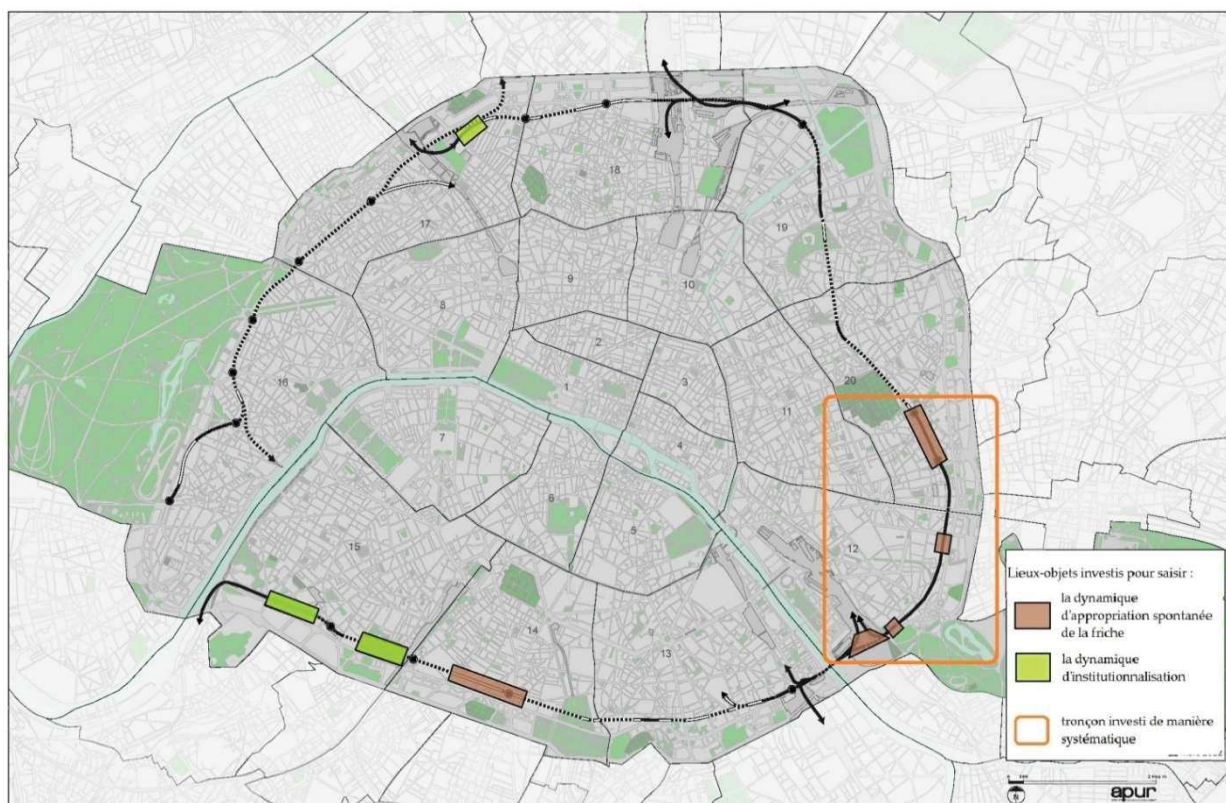 18
17
19
9
10
8
2
1
3
20
16
11
7
4
6
5
12
15
14
13
Lieux-objets investis pour saisir :
la dynamique
d'appropriation spontanée
de la friche
la dynamique
d'institutionnalisation
tronçon investi de manière
systématique
apur